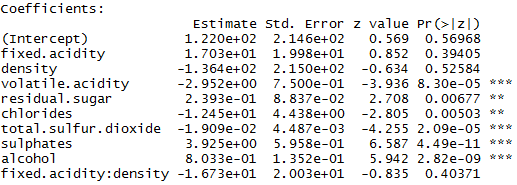 Coefficients:
Estimate Std. Error z value Pr(>|z|)
(Intercept) 1.220e+02 2.146e+02 0.569 0.56968
fixed.acidity 1.703e+01 1.998e+01 0.852 0.39405
density -1.364e+02 2.150e+02 -0.634 0.52584
volatile.acidity -2.952e+00 7.500e-01 -3.936 8.30e-05 ***
residual.sugar 2.393e-01 8.837e-02 2.708 0.00677 **
chlorides -1.245e+01 4.438e+00 -2.805 0.00503 **
total.sulfur.dioxide -1.909e-02 4.487e-03 -4.255 2.09e-05 ***
sulphates 3.925e+00 5.958e-01 6.587 4.49e-11 ***
alcohol 8.033e-01 1.352e-01 5.942 2.82e-09 ***
fixed.acidity:density -1.673e+01 2.003e+01 -0.835 0.40371